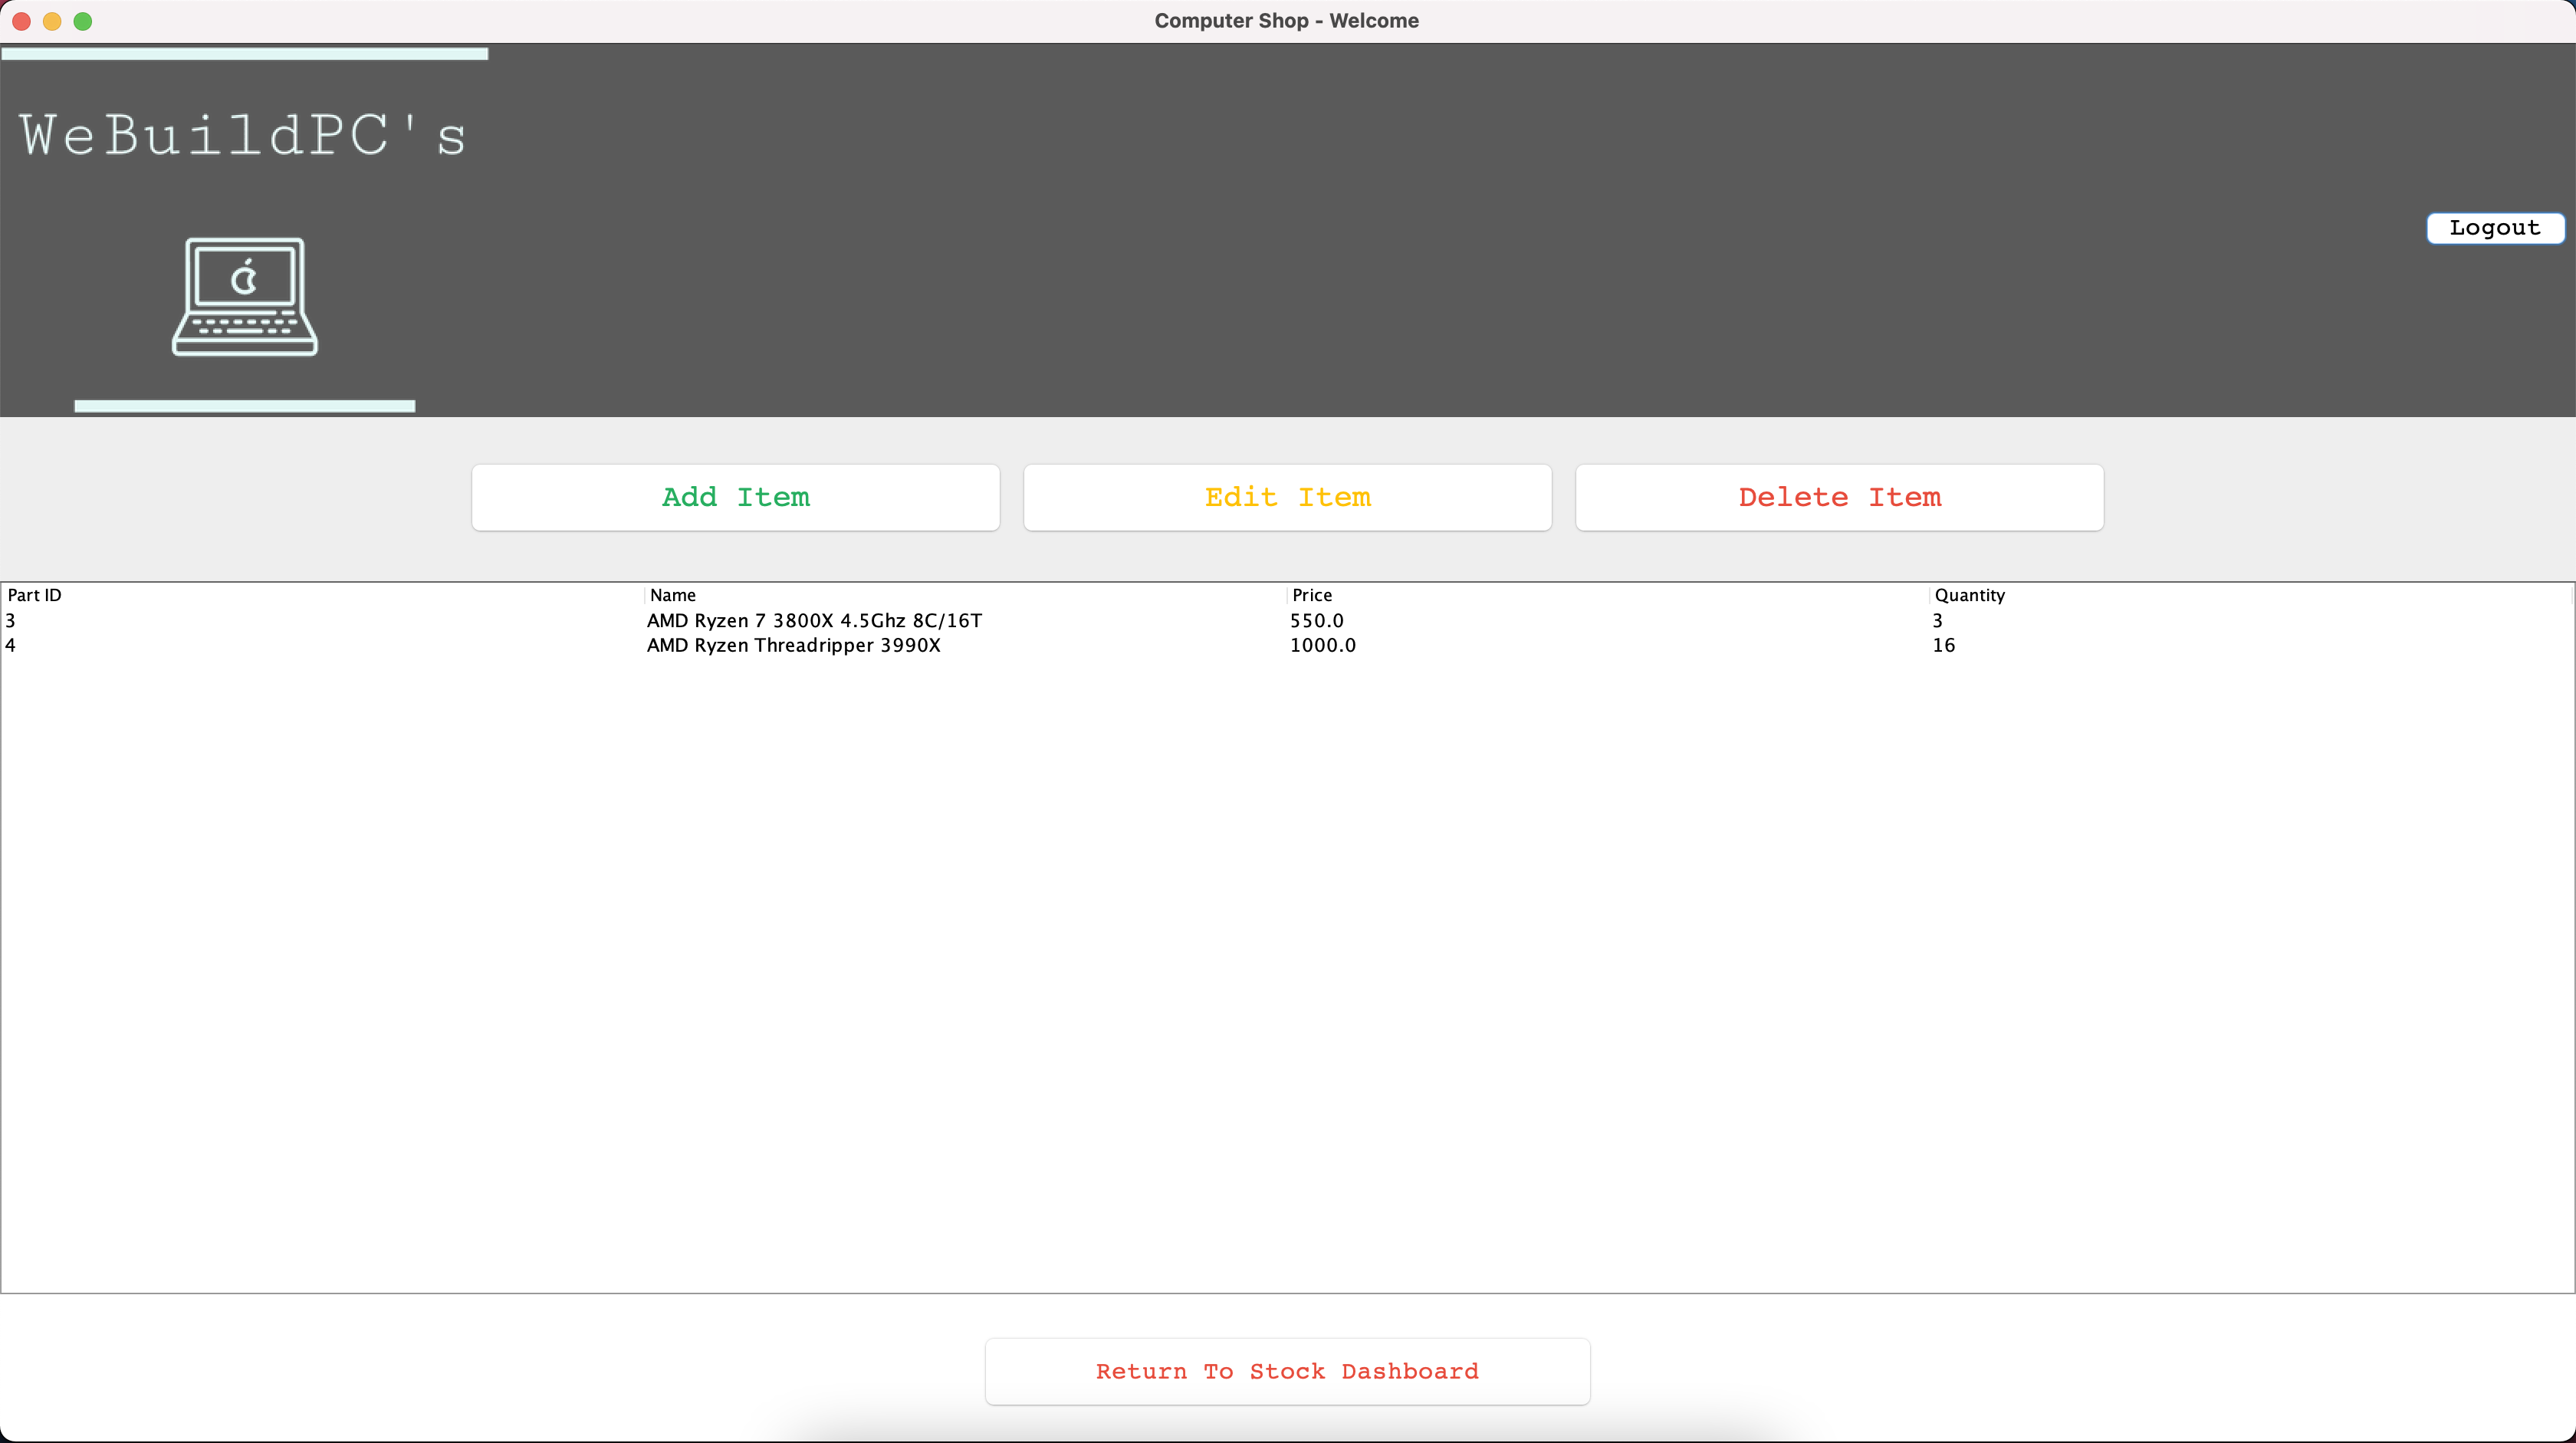 Computer Shop - Welcome
WeBuildPC's
Logout
Add Item Edit Item Delete Item
Part ID Name Price Quantity
3 AMD Ryzen 7 3800X 4.5Ghz 8C/16T 550.0 3
4 AMD Ryzen Threadripper 3990X 1000.0 16
Return To Stock Dashboard